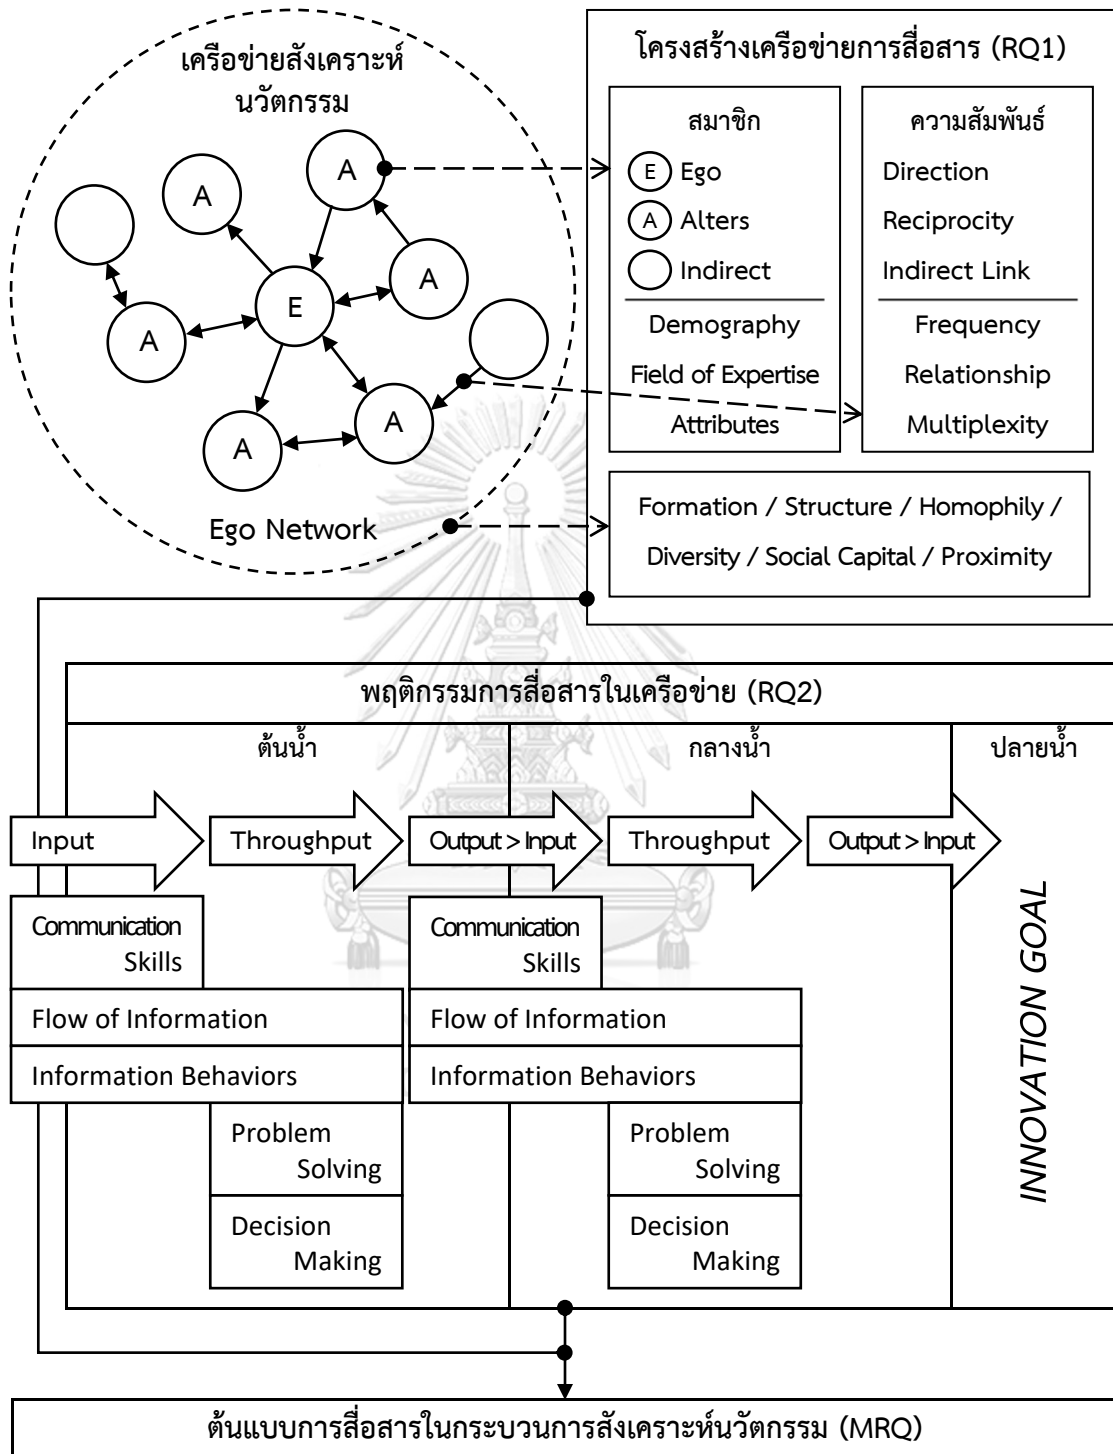 เครือข่ายสังเคราะห์
นวัตกรรม
A
A
A
E
A
A
A
Ego Network
โครงสร้างเครือข่ายการสื่อสาร (RQ1)
สมาชิก
E Ego
A Alters
Indirect
Demography
Field of Expertise
Attributes
ความสัมพันธ์
Direction
Reciprocity
Indirect Link
Frequency
Relationship
Multiplexity
Formation / Structure / Homophily /
Diversity / Social Capital / Proximity
พฤติกรรมการสื่อสารในเครือข่าย (RQ2)
ต้นน้ำ
กลางน้ำ
ปลายน้ำ
Input
Throughput
Output > Input
Throughput
Output > Input
Communication
Skills
Flow of Information
Information Behaviors
Problem
Solving
Decision
Making
Communication
Skills
Flow of Information
Information Behaviors
Problem
Solving
Decision
Making
INNOVATION GOAL
ต้นแบบการสื่อสารในกระบวนการสังเคราะห์นวัตกรรม (MRQ)